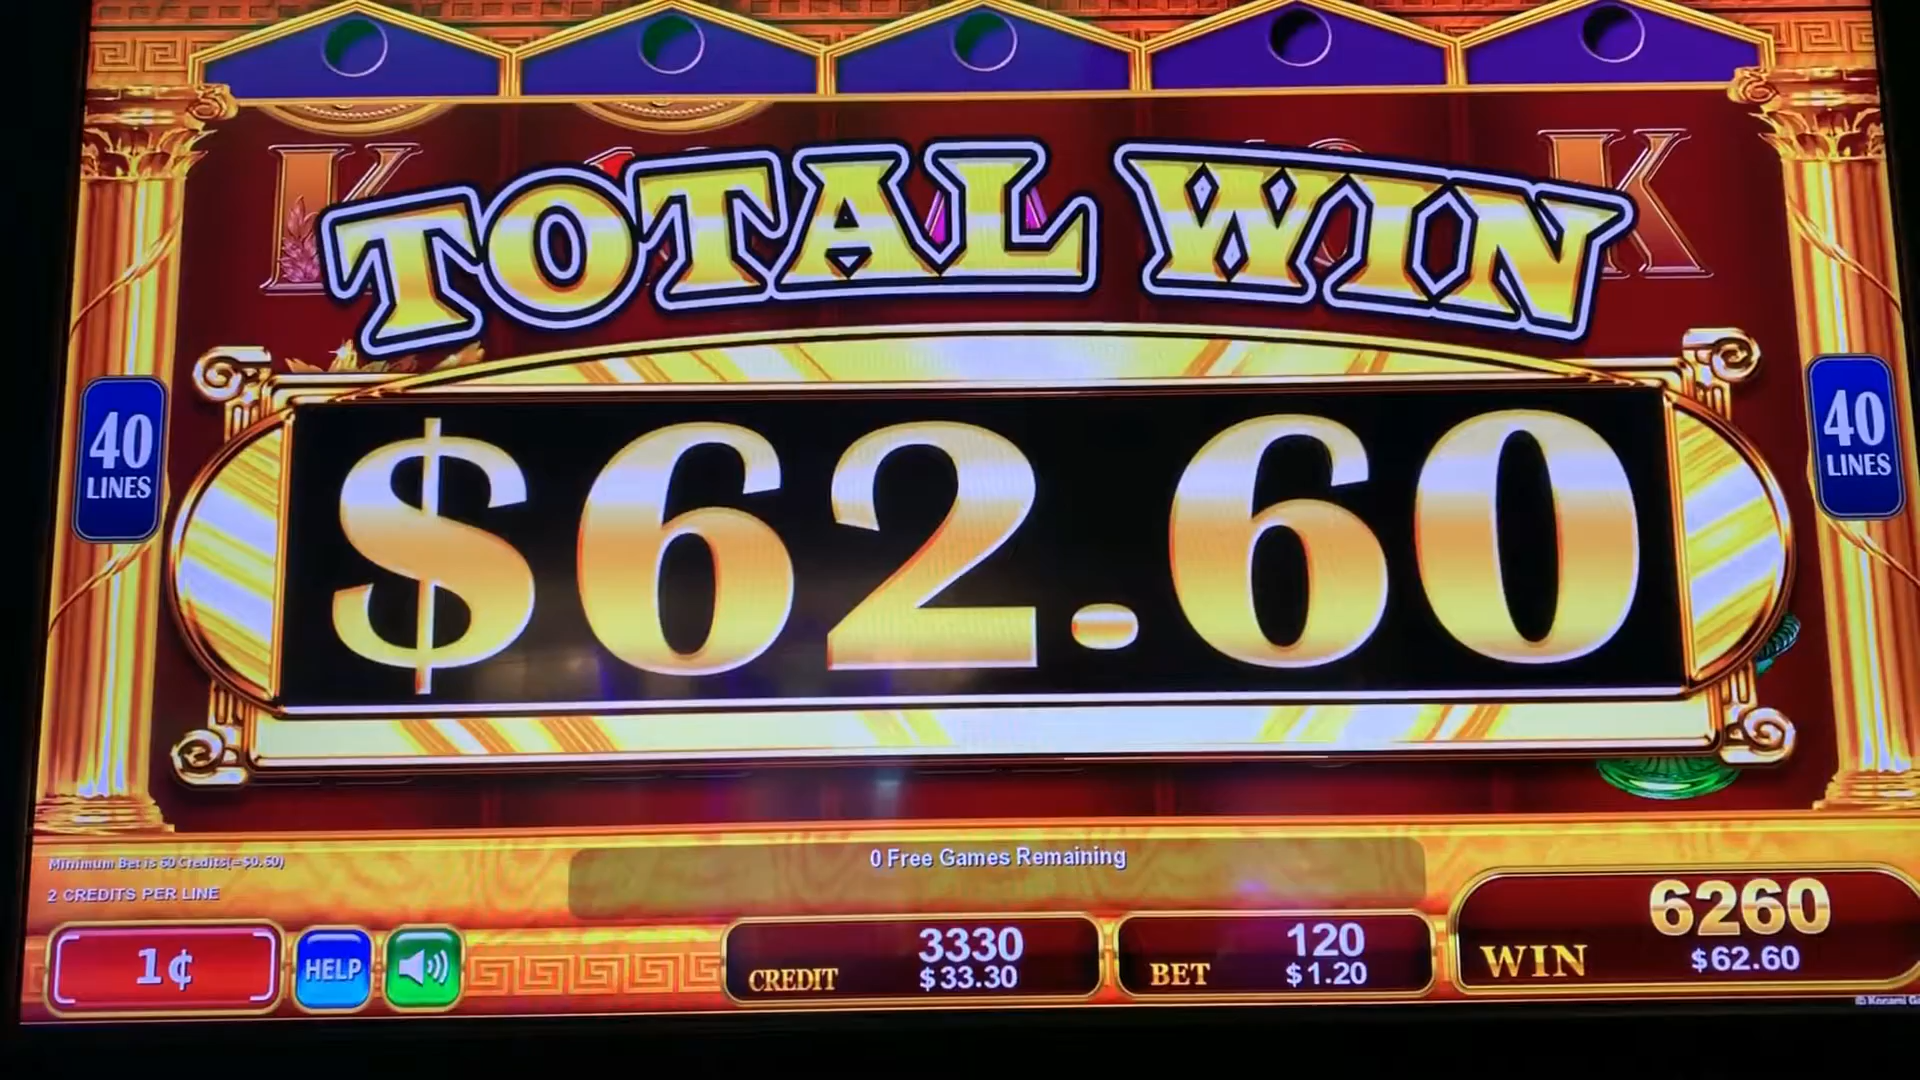 K
K
TOTAL WIN
40
LINES
$62.60
40
LINES
Minimum Bet is 60 Credits(=$0.60)
0 Free Games Remaining
2 CREDITS PER LINE
1¢
HELP
CREDIT
3330
$33.30
BET
120
$1.20
WIN
6260
$62.60
© Konami